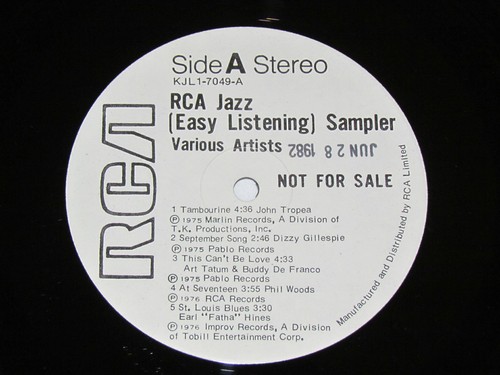 Side A Stereo
KJL1-7049-A
RCA Jazz
(Easy Listening) Sampler
Various Artists JUN 28 1982
NOT FOR SALE
1 Tambourine 4:36 John Tropea
Ⓟ 1975 Marlin Records, A Division of
T.K. Productions, Inc.
2 September Song 2:46 Dizzy Gillespie
Ⓟ 1975 Pablo Records
3 This Can't Be Love 4:33
Art Tatum & Buddy De Franco
Ⓟ 1975 Pablo Records
4 At Seventeen 3:55 Phil Woods
Ⓟ 1976 RCA Records
5 St. Louis Blues 3:30
Earl "Fatha" Hines
Ⓟ 1976 Improv Records, A Division
of Tobill Entertainment Corp.
RCA
Manufactured and Distributed by RCA Limited